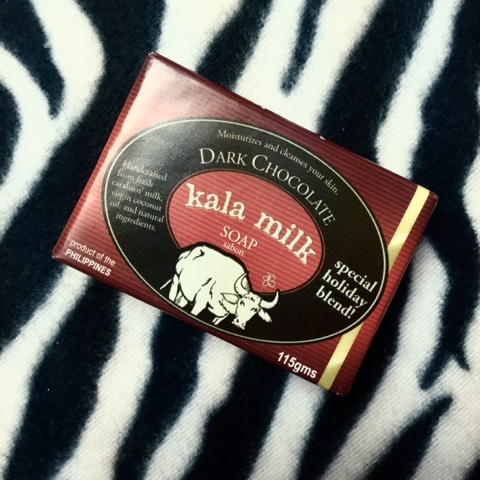 Moisturizes and cleanses your skin.
DARK CHOCOLATE
Handcrafted
from fresh
carabaos' milk,
virgin coconut
oil, and natural
ingredients.
kala milk
SOAP
sabon
special
holiday
blend!
product of the
PHILIPPINES
115gms